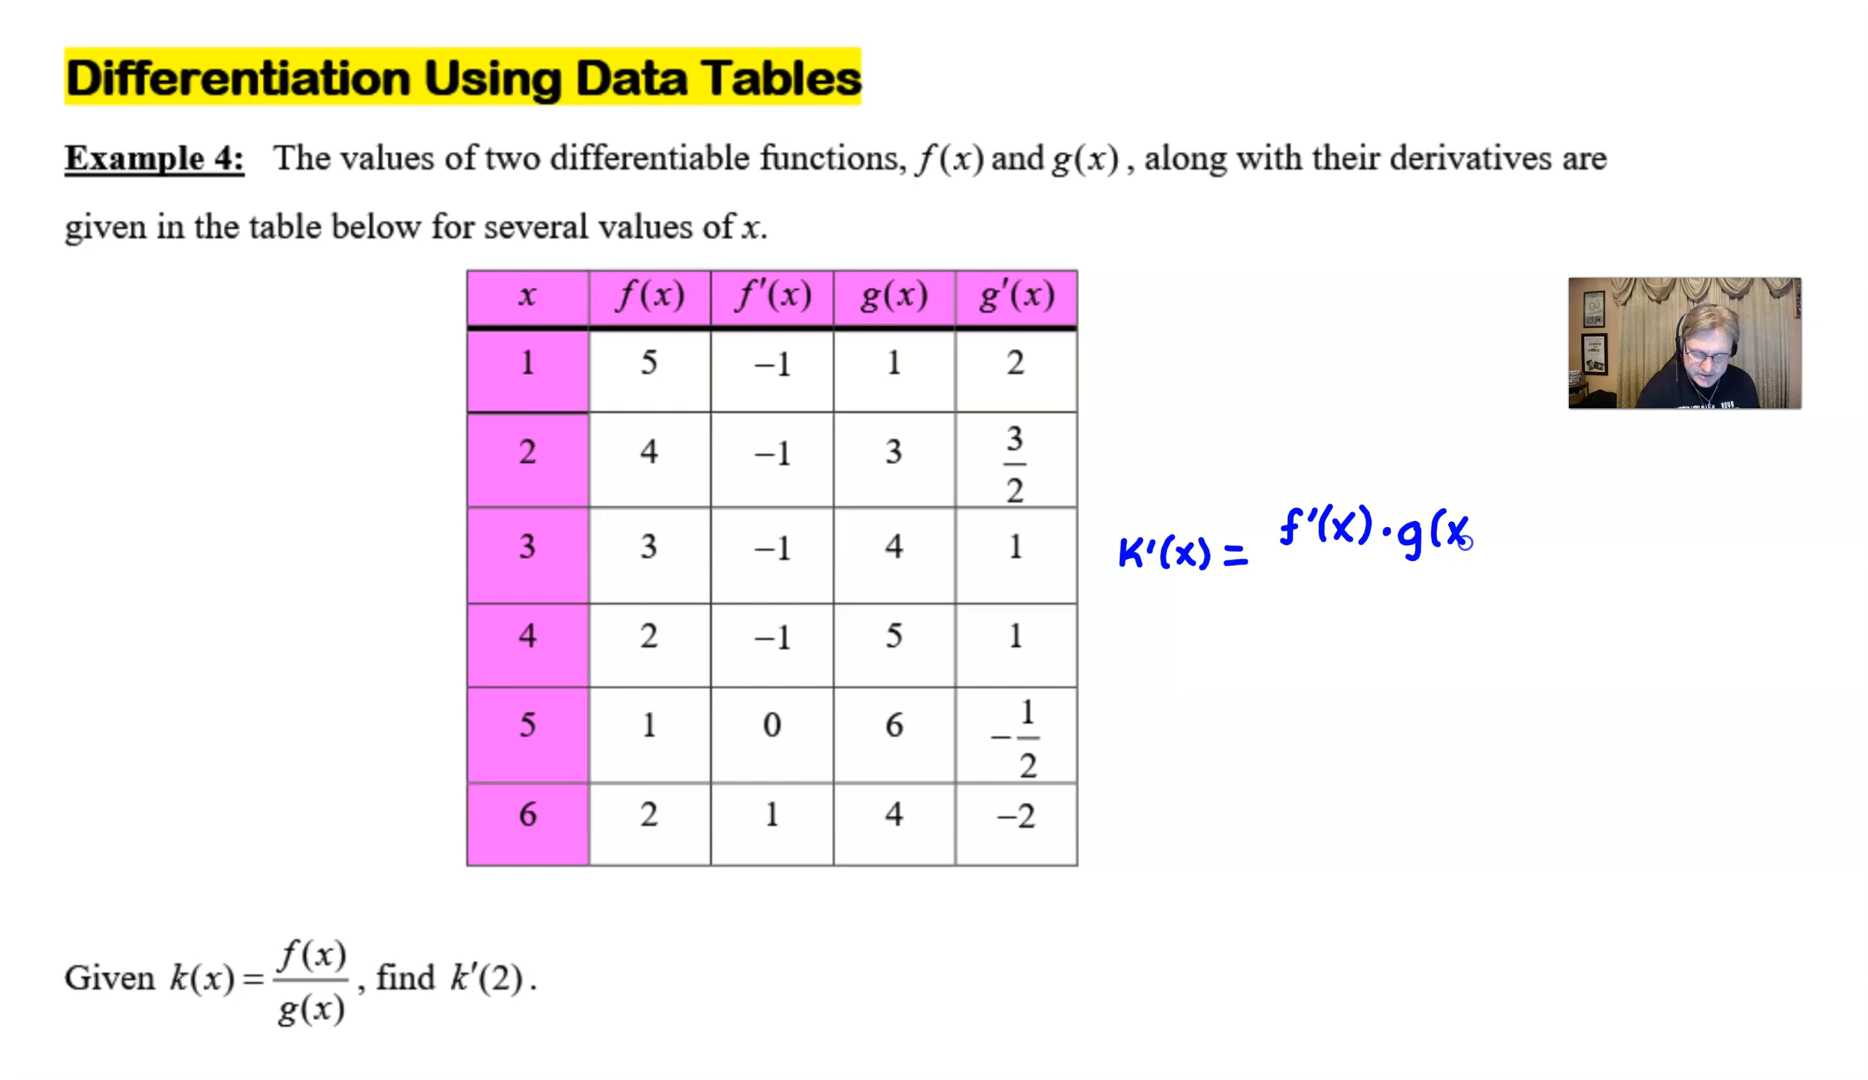 Differentiation Using Data Tables
Example 4: The values of two differentiable functions, f(x) and g(x), along with their derivatives are
given in the table below for several values of x.
x f(x) f'(x) g(x) g'(x)
1 5 −1 1 2
2 4 −1 3 3/2
3 3 −1 4 1
4 2 −1 5 1
5 1 0 6 −1/2
6 2 1 4 −2
K'(x) = f'(x)·g(x
Given k(x) = f(x)/g(x), find k'(2).